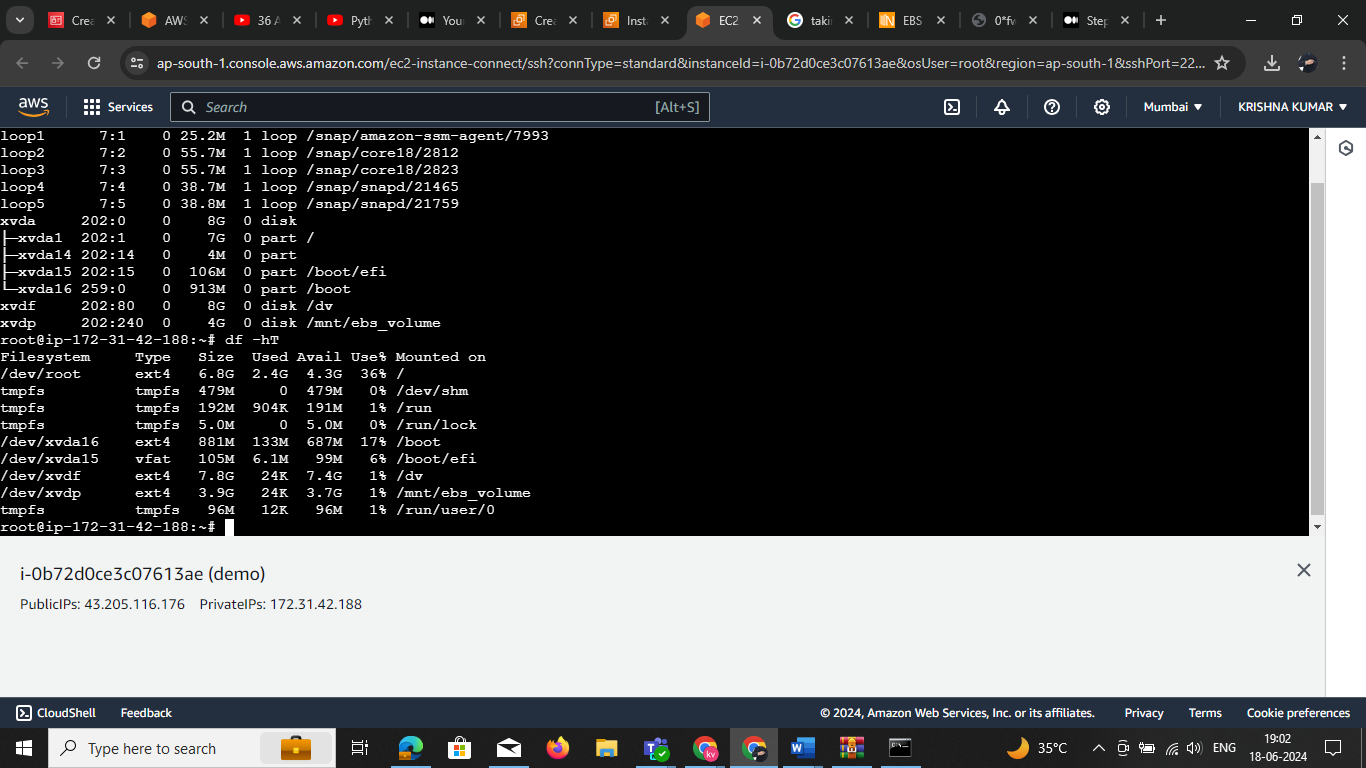 Crea
AWS
36 A
Pyth
You
Crea
Inst
EC2
takin
EBS
0*fw
Step
ap-south-1.console.aws.amazon.com/ec2-instance-connect/ssh?connType=standard&instanceId=i-0b72d0ce3c07613ae&osUser=root&region=ap-south-1&sshPort=22...
aws
Services
Search
[Alt+S]
Mumbai
KRISHNA KUMAR
loop1 7:1 0 25.2M 1 loop /snap/amazon-ssm-agent/7993
loop2 7:2 0 55.7M 1 loop /snap/core18/2812
loop3 7:3 0 55.7M 1 loop /snap/core18/2823
loop4 7:4 0 38.7M 1 loop /snap/snapd/21465
loop5 7:5 0 38.8M 1 loop /snap/snapd/21759
xvda 202:0 0 8G 0 disk
├─xvda1 202:1 0 7G 0 part /
├─xvda14 202:14 0 4M 0 part
├─xvda15 202:15 0 106M 0 part /boot/efi
└─xvda16 259:0 0 913M 0 part /boot
xvdf 202:80 0 8G 0 disk /dv
xvdp 202:240 0 4G 0 disk /mnt/ebs_volume
root@ip-172-31-42-188:~# df -hT
Filesystem Type Size Used Avail Use% Mounted on
/dev/root ext4 6.8G 2.4G 4.3G 36% /
tmpfs tmpfs 479M 0 479M 0% /dev/shm
tmpfs tmpfs 192M 904K 191M 1% /run
tmpfs tmpfs 5.0M 0 5.0M 0% /run/lock
/dev/xvda16 ext4 881M 133M 687M 17% /boot
/dev/xvda15 vfat 105M 6.1M 99M 6% /boot/efi
/dev/xvdf ext4 7.8G 24K 7.4G 1% /dv
/dev/xvdp ext4 3.9G 24K 3.7G 1% /mnt/ebs_volume
tmpfs tmpfs 96M 12K 96M 1% /run/user/0
root@ip-172-31-42-188:~#
i-0b72d0ce3c07613ae (demo)
PublicIPs: 43.205.116.176 PrivateIPs: 172.31.42.188
CloudShell
Feedback
© 2024, Amazon Web Services, Inc. or its affiliates.
Privacy
Terms
Cookie preferences
Type here to search
35°C
ENG
19:02
18-06-2024